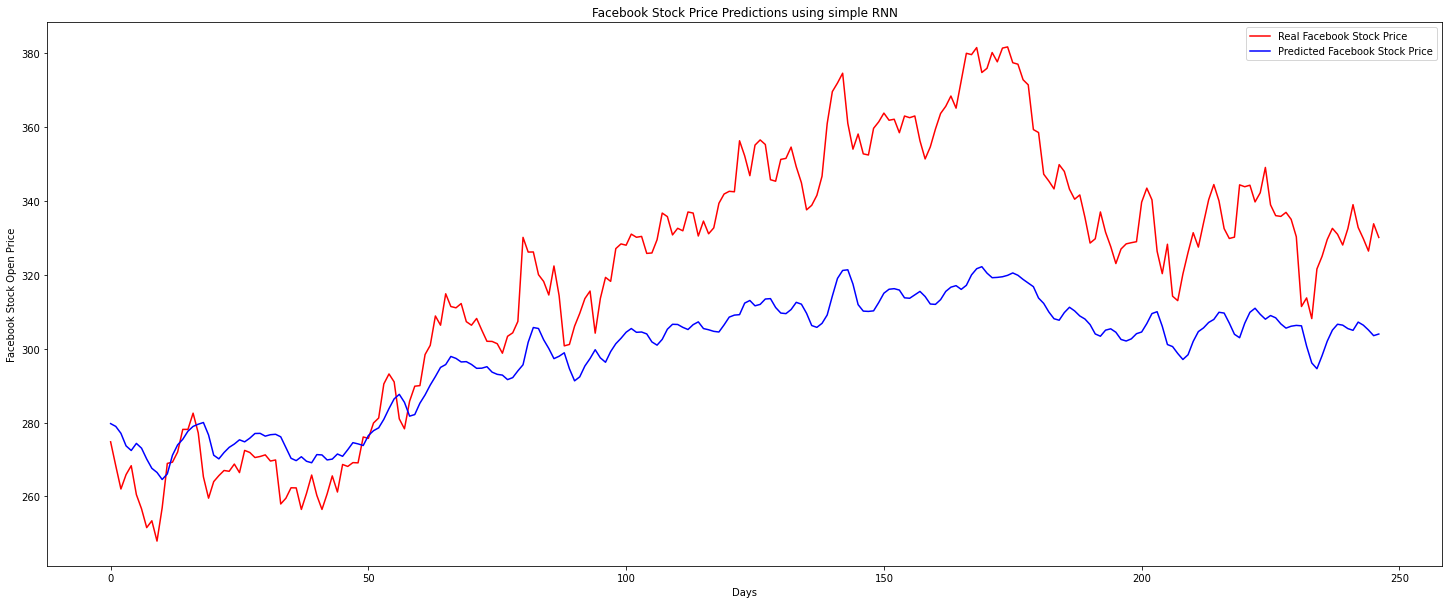 Facebook Stock Price Predictions using simple RNN
Real Facebook Stock Price
Predicted Facebook Stock Price
Facebook Stock Open Price
380
360
340
320
300
280
260
0
50
100
150
200
250
Days